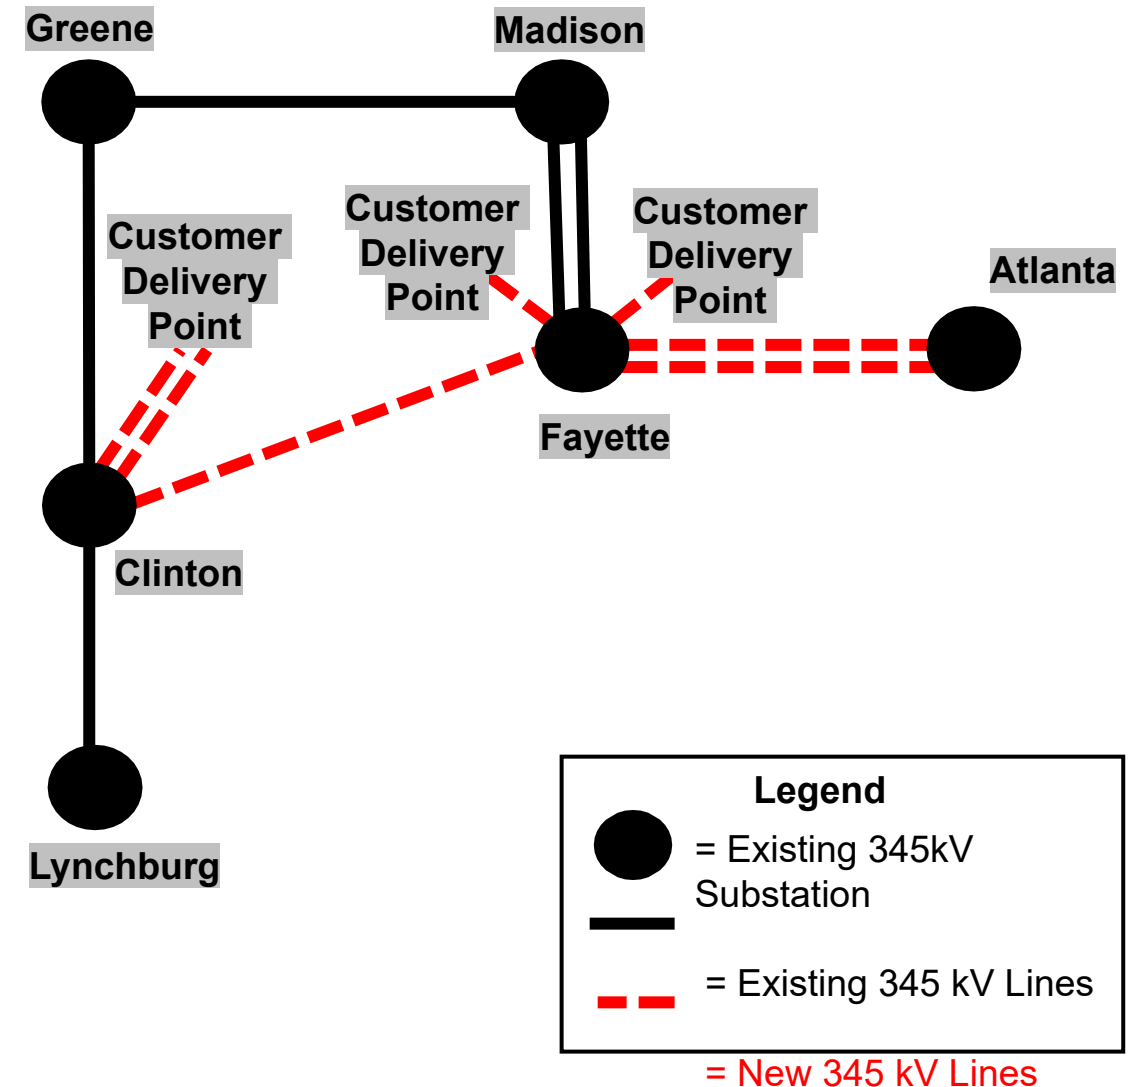 Greene
Madison
Customer
Delivery
Point
Customer
Delivery
Point
Customer
Delivery
Point
Atlanta
Fayette
Clinton
Lynchburg
Legend
= Existing 345kV
Substation
= Existing 345 kV Lines
= New 345 kV Lines